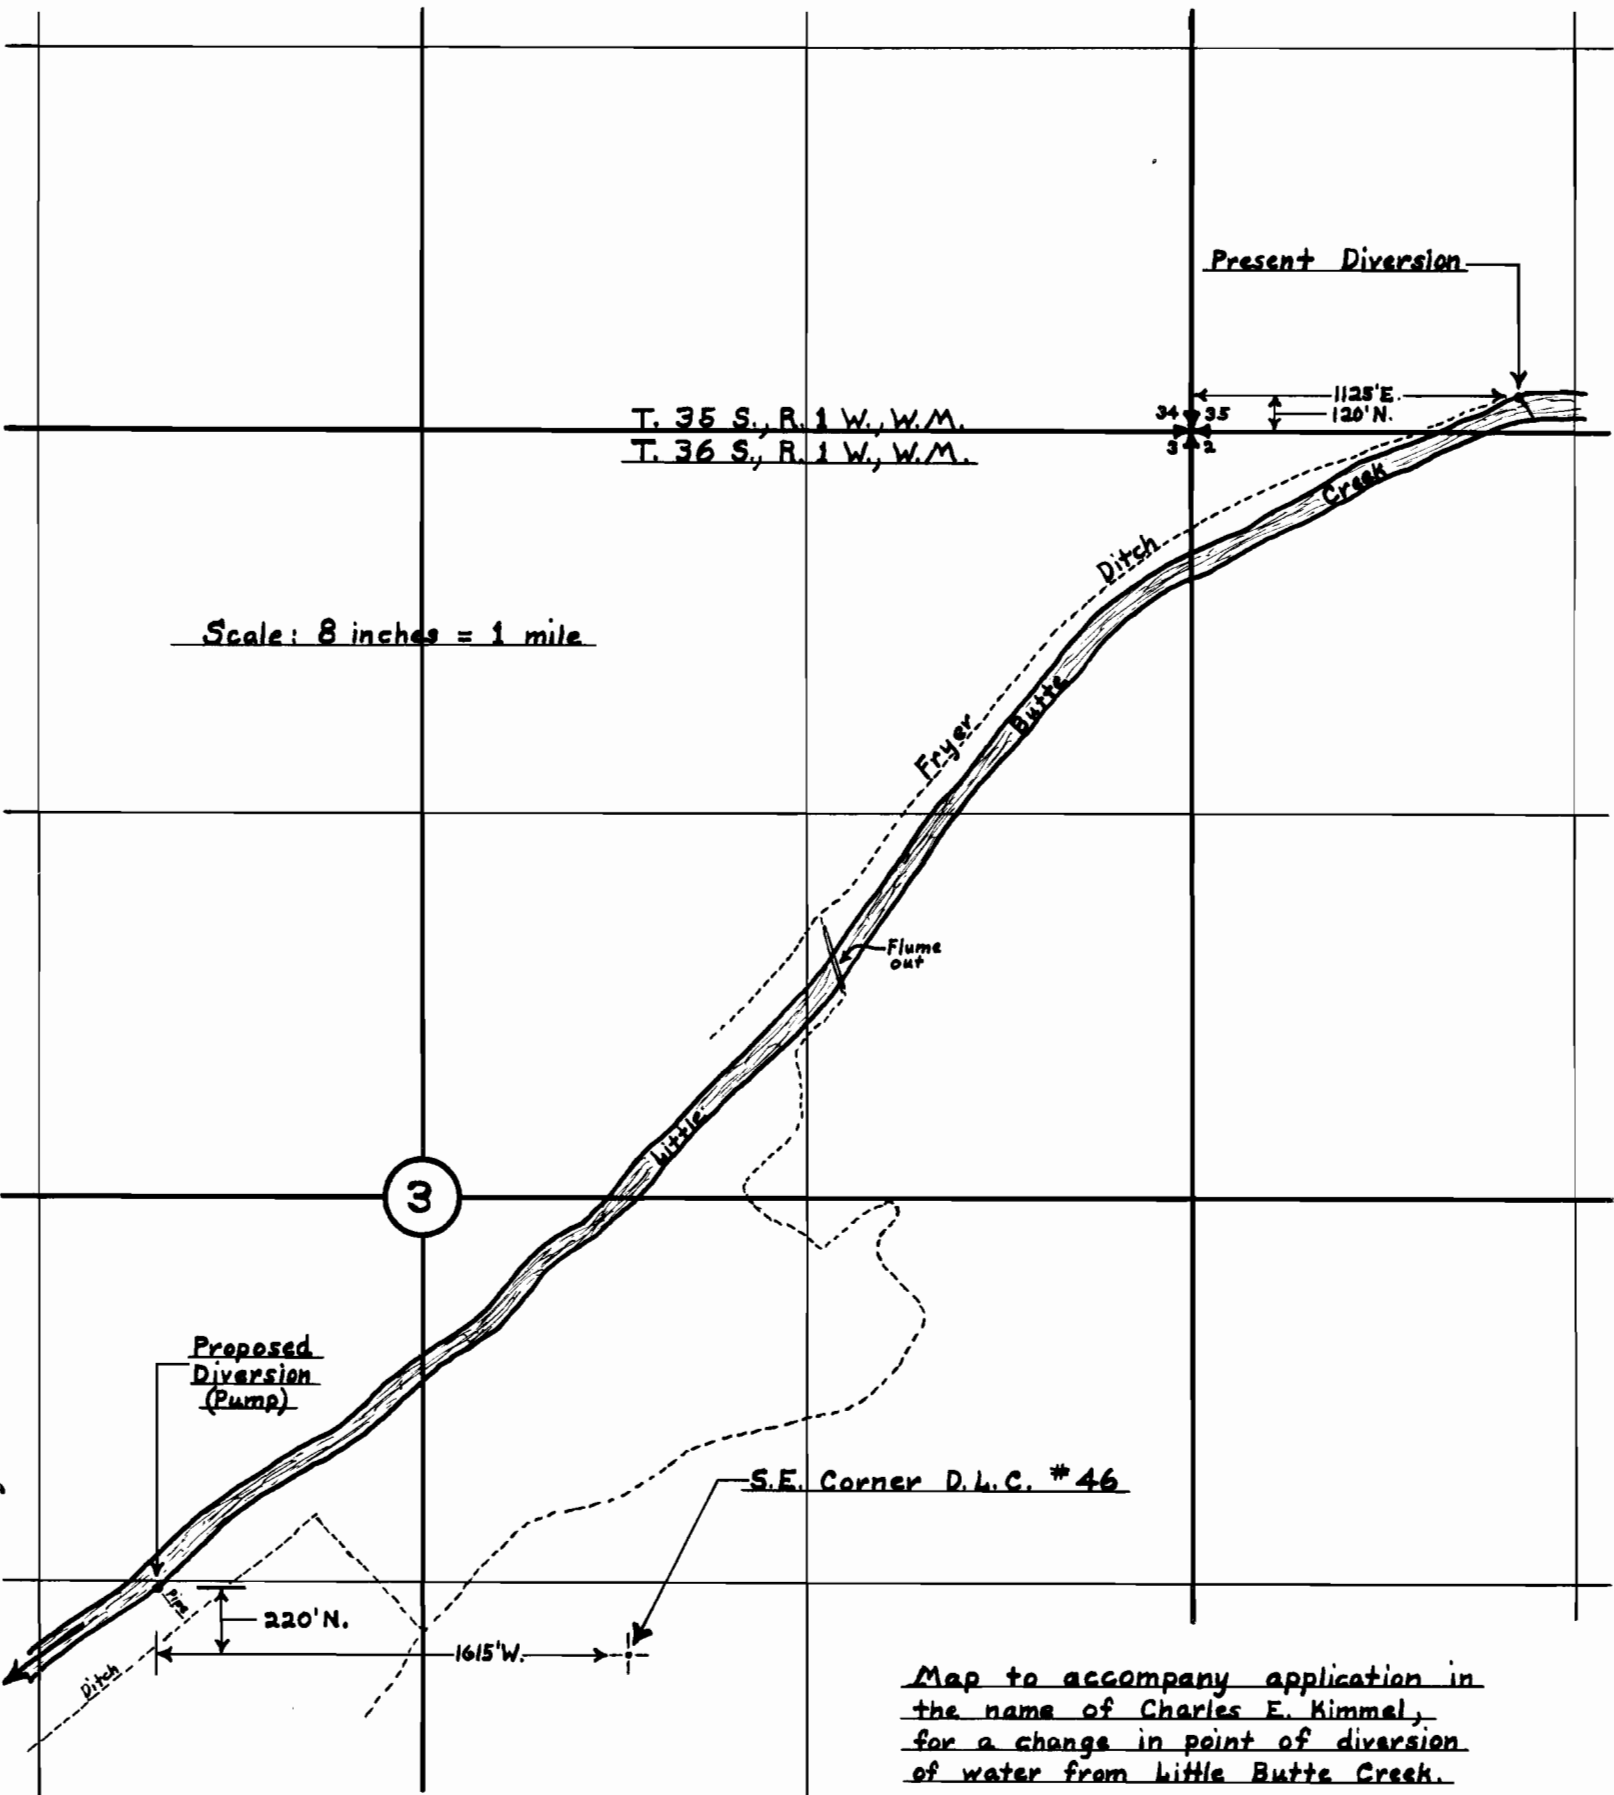 Present Diversion
1125'E.
120'N.
34 35
3 2
T. 35 S., R. 1 W., W.M.
T. 36 S., R. 1 W., W.M.
Creek
Ditch
Scale: 8 inches = 1 mile
Butte
Fryer
Flume
out
Little
3
Proposed
Diversion
(Pump)
S.E. Corner D.L.C. #46
Pipe
220'N.
1615'W.
Ditch
Map to accompany application in
the name of Charles E. Kimmel,
for a change in point of diversion
of water from Little Butte Creek.